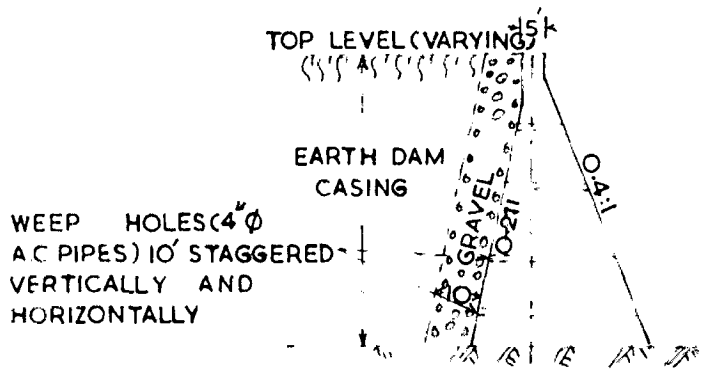 5'
TOP LEVEL (VARYING)
EARTH DAM
CASING
WEEP HOLES(4"Ø
A.C PIPES) 10' STAGGERED
VERTICALLY AND
HORIZONTALLY
GRAVEL
10
0.2:1
0.4:1